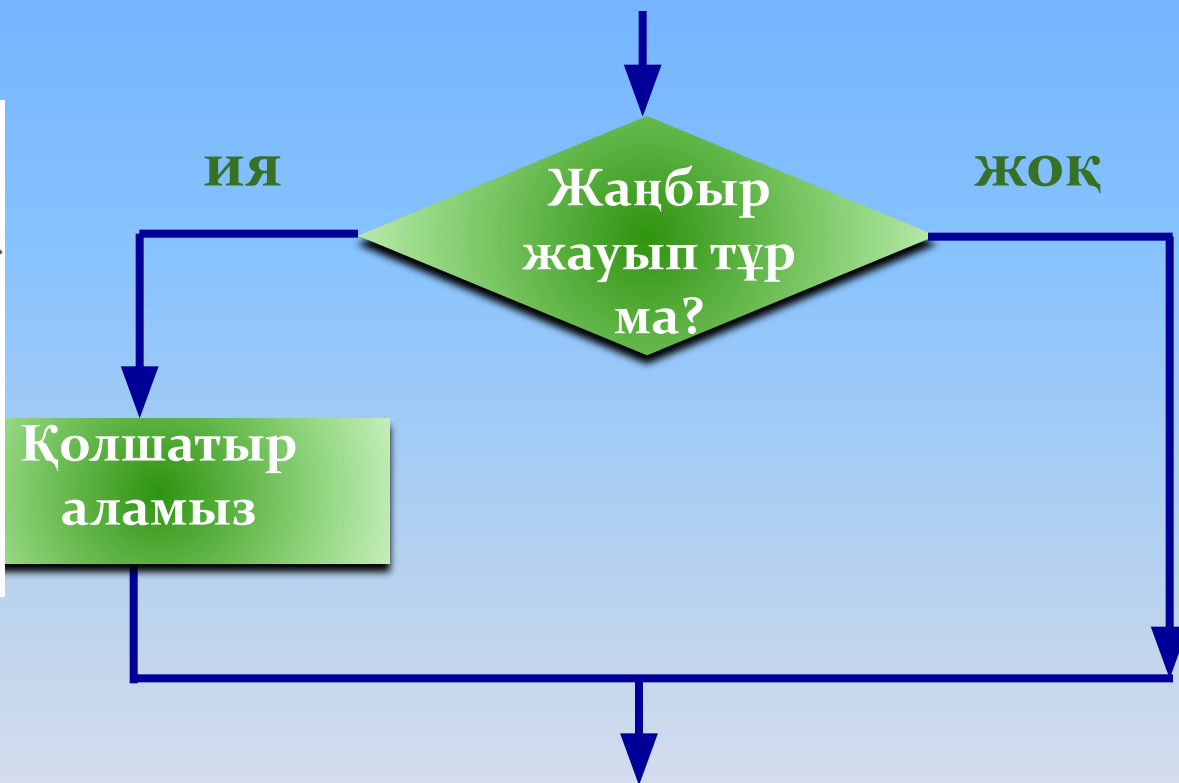 ия
жоқ
Жаңбыр
жауып тұр
ма?
Қолшатыр
аламыз